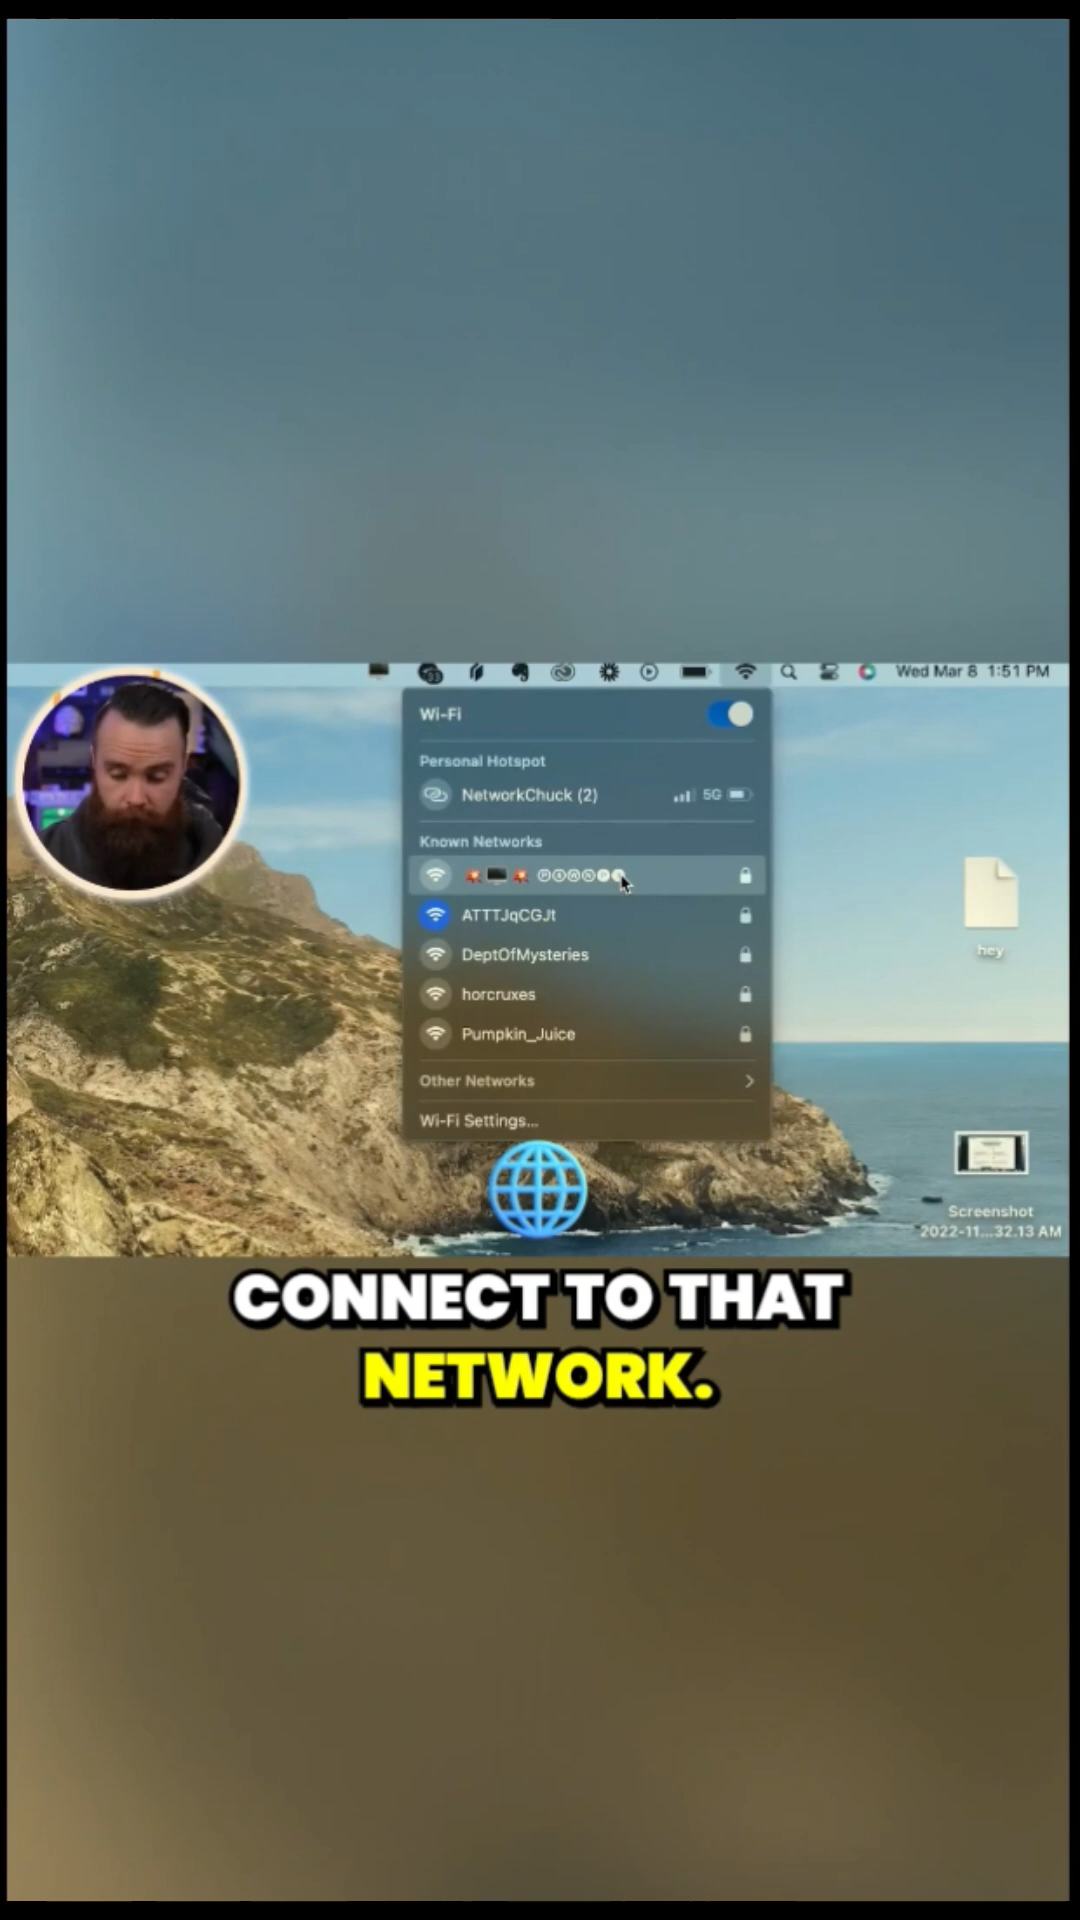 Wed Mar 8 1:51 PM
Wi-Fi
Personal Hotspot
NetworkChuck (2)
5G
Known Networks
ATTTJqCGJt
DeptOfMysteries
horcruxes
Pumpkin_Juice
Other Networks
Wi-Fi Settings...
hey
Screenshot
2022-11...32.13 AM
CONNECT TO THAT
NETWORK.